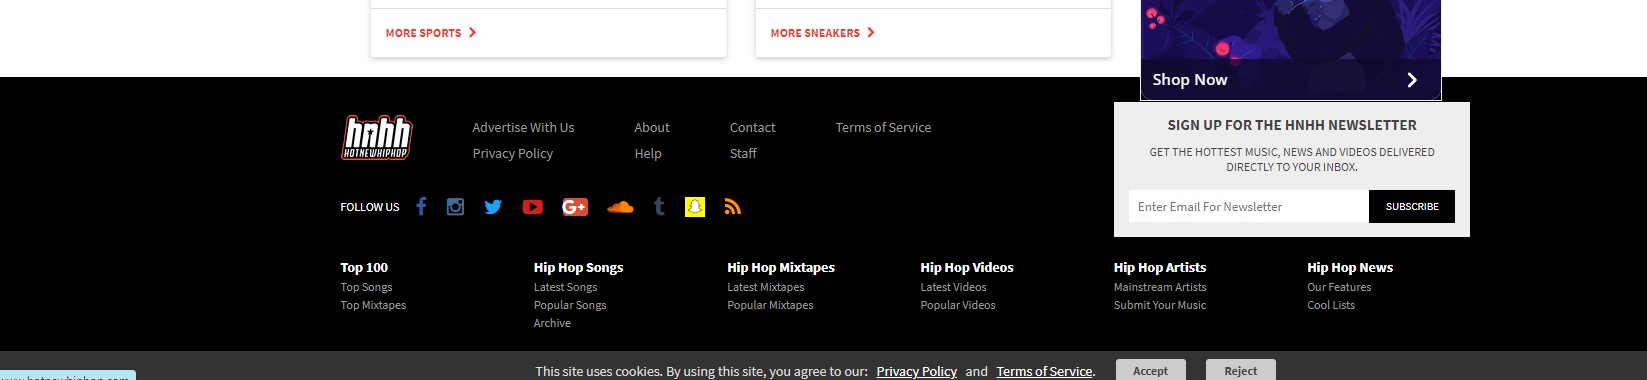 MORE SPORTS
MORE SNEAKERS
Shop Now
hnhh
HOTNEWHIPHOP
Advertise With Us
About
Contact
Terms of Service
Privacy Policy
Help
Staff
SIGN UP FOR THE HNHH NEWSLETTER
GET THE HOTTEST MUSIC, NEWS AND VIDEOS DELIVERED
DIRECTLY TO YOUR INBOX.
Enter Email For Newsletter
SUBSCRIBE
FOLLOW US
G+
Top 100
Top Songs
Top Mixtapes
Hip Hop Songs
Latest Songs
Popular Songs
Archive
Hip Hop Mixtapes
Latest Mixtapes
Popular Mixtapes
Hip Hop Videos
Latest Videos
Popular Videos
Hip Hop Artists
Mainstream Artists
Submit Your Music
Hip Hop News
Our Features
Cool Lists
This site uses cookies. By using this site, you agree to our: Privacy Policy and Terms of Service.
Accept
Reject